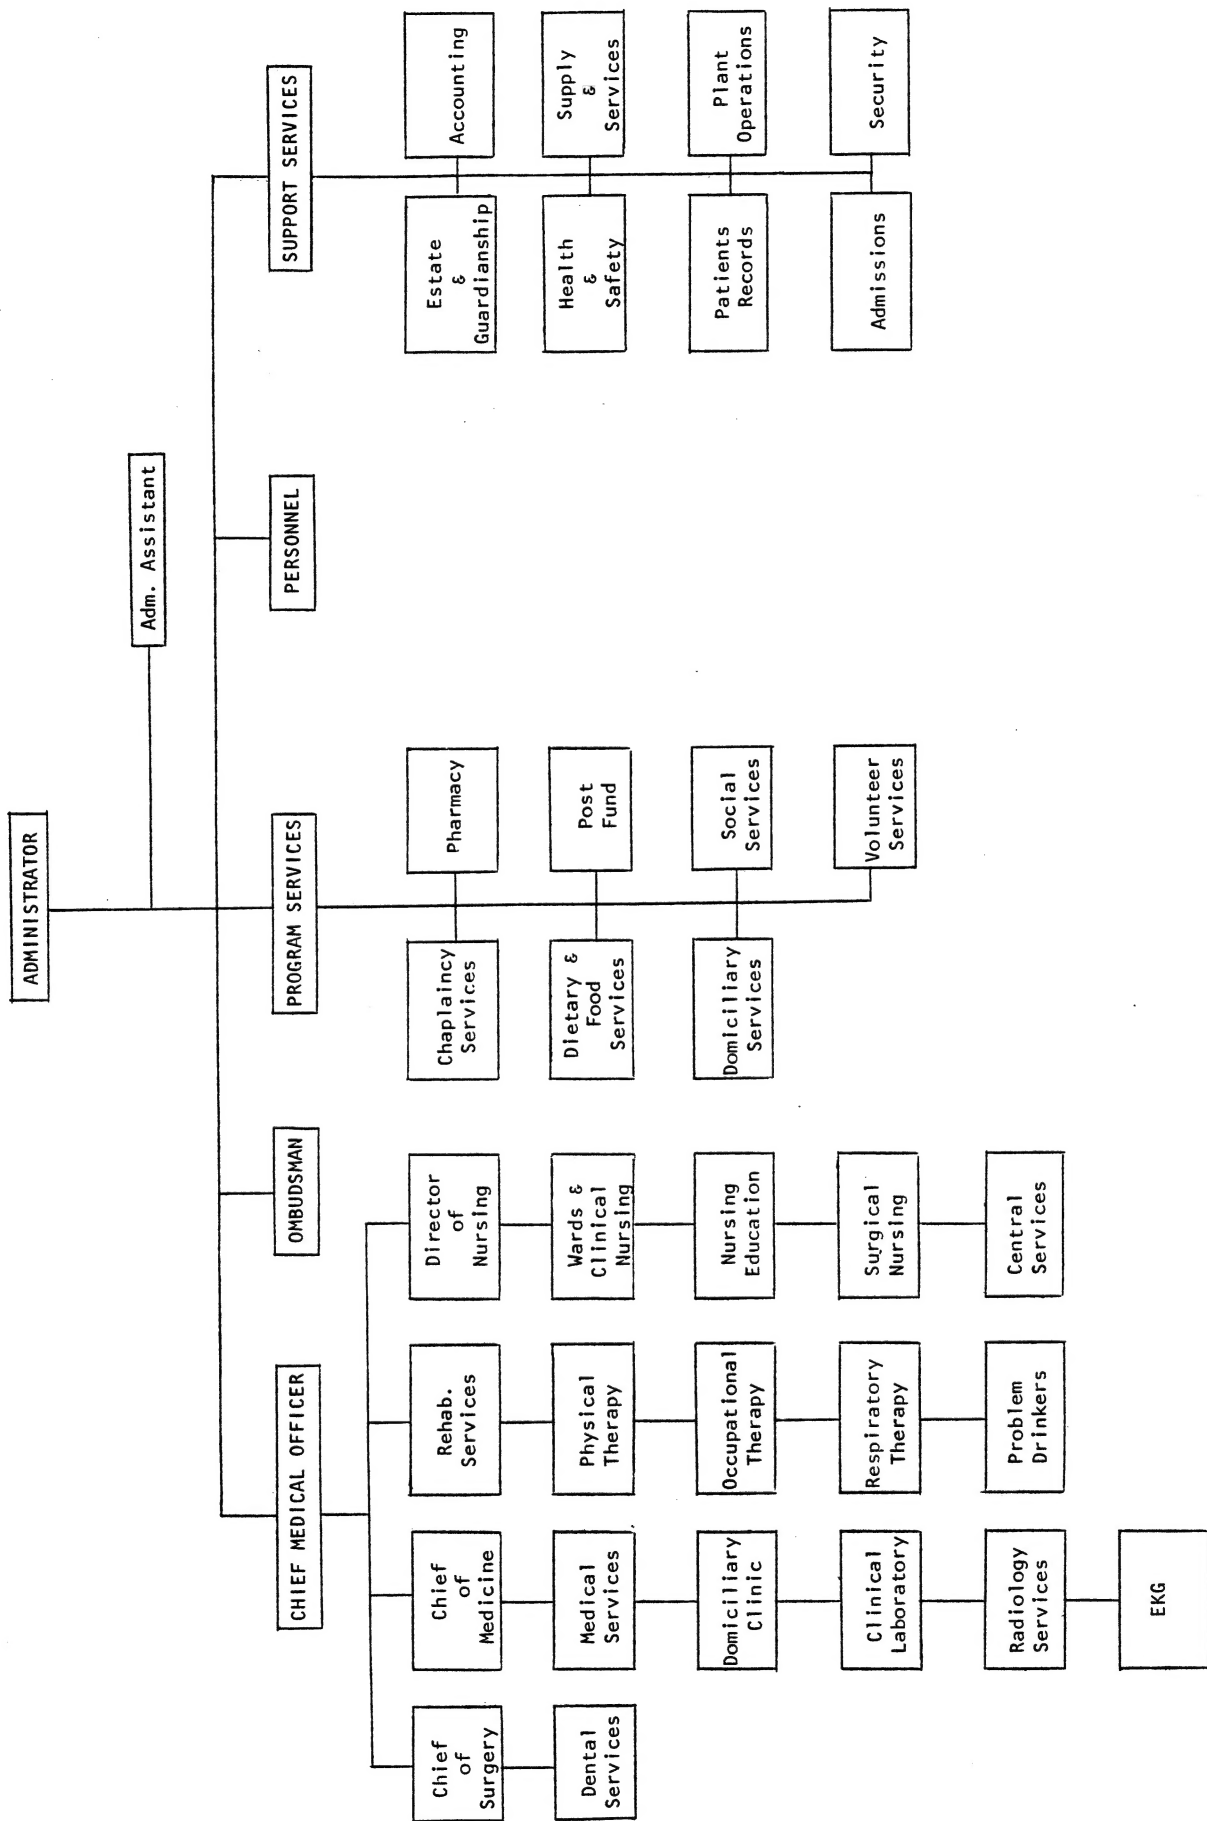 ADMINISTRATOR
Adm. Assistant
CHIEF MEDICAL OFFICER
OMBUDSMAN
PROGRAM SERVICES
PERSONNEL
SUPPORT SERVICES
Chief
of
Surgery
Dental
Services
Chief
of
Medicine
Medical
Services
Domiciliary
Clinic
Clinical
Laboratory
Radiology
Services
EKG
Rehab.
Services
Physical
Therapy
Occupational
Therapy
Respiratory
Therapy
Problem
Drinkers
Director
of
Nursing
Wards &
Clinical
Nursing
Nursing
Education
Surgical
Nursing
Central
Services
Chaplaincy
Services
Pharmacy
Dietary &
Food
Services
Post
Fund
Domiciliary
Services
Social
Services
Volunteer
Services
Estate
&
Guardianship
Accounting
Health
&
Safety
Supply
&
Services
Patients
Records
Plant
Operations
Admissions
Security